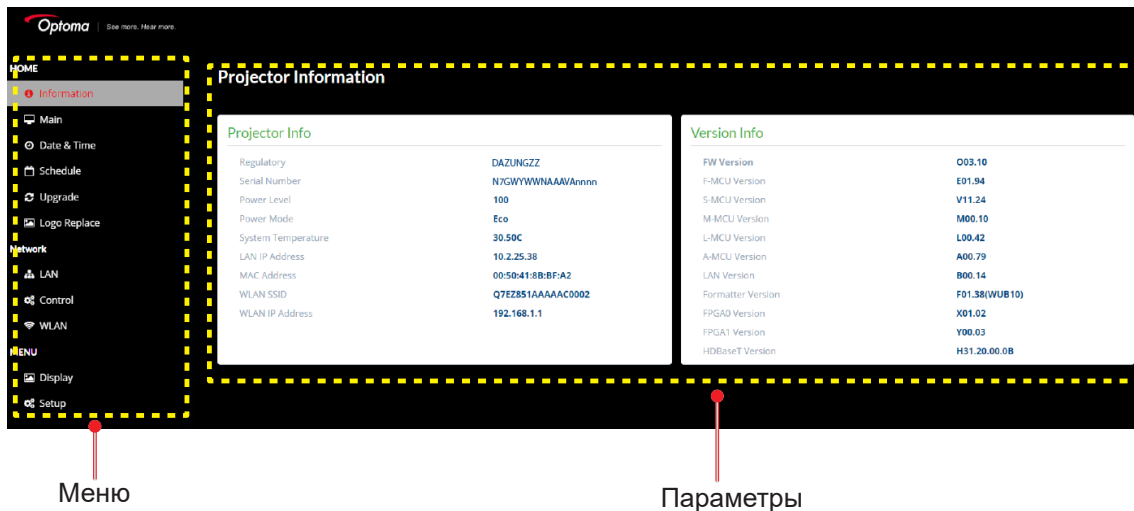 Optoma See more. Hear more.
HOME
Information
Main
Date & Time
Schedule
Upgrade
Logo Replace
Network
LAN
Control
WLAN
MENU
Display
Setup
Projector Information
Projector Info
Regulatory DAZUNGZZ
Serial Number N7GWYWWNAAAVAnnnn
Power Level 100
Power Mode Eco
System Temperature 30.50C
LAN IP Address 10.2.25.38
MAC Address 00:50:41:8B:BF:A2
WLAN SSID Q7EZ851AAAAAC0002
WLAN IP Address 192.168.1.1
Version Info
FW Version O03.10
F-MCU Version E01.94
S-MCU Version V11.24
M-MCU Version M00.10
L-MCU Version L00.42
A-MCU Version A00.79
LAN Version B00.14
Formatter Version F01.38(WUB10)
FPGA0 Version X01.02
FPGA1 Version Y00.03
HDBaseT Version H31.20.00.0B
Меню
Параметры